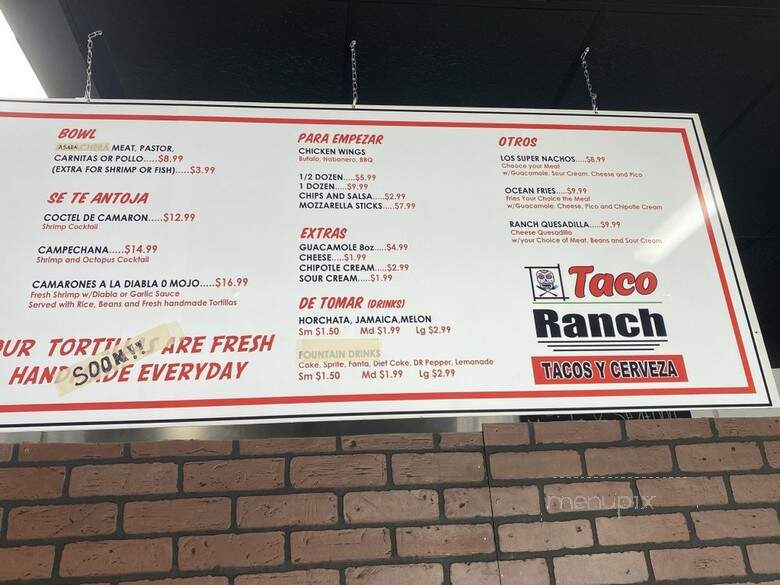 BOWL
MEAT, PASTOR,
CARNITAS OR POLLO.....$8.99
(EXTRA FOR SHRIMP OR FISH).....$3.99
SE TE ANTOJA
COCTEL DE CAMARON.....$12.99
Shrimp Cocktail
CAMPECHANA.....$14.99
Shrimp and Octopus Cocktail
CAMARONES A LA DIABLA O MOJO.....$16.99
Fresh Shrimp w/Diabla or Garlic Sauce
Served with Rice, Beans and Fresh handmade Tortillas
OUR ARE FRESH
SOON!!
EVERYDAY
PARA EMPEZAR
CHICKEN WINGS
Bufalo, Habanero, BBQ
1/2 DOZEN.....$5.99
1 DOZEN.....$9.99
CHIPS AND SALSA.....$2.99
MOZZARELLA STICKS.....$7.99
EXTRAS
GUACAMOLE 8oz.....$4.99
CHEESE.....$1.99
CHIPOTLE CREAM.....$2.99
SOUR CREAM.....$1.99
DE TOMAR (DRINKS)
HORCHATA, JAMAICA,MELON
Sm $1.50 Md $1.99 Lg $2.99
FOUNTAIN DRINKS
Coke, Sprite, Fanta, Diet Coke, DR Pepper, Lemonade
Sm $1.50 Md $1.99 Lg $2.99
OTROS
LOS SUPER NACHOS.....$8.99
Chooce your Meat
w/Guacamole, Sour Cream, Cheese and Pico
OCEAN FRIES.....$9.99
Fries Your Choice the Meat
w/Guacamole, Cheese, Pico and Chipotle Cream
RANCH QUESADILLA.....$9.99
Cheese Quesadilla
w/your Choice of Meat, Beans and Sour Cream
Taco
Ranch
TACOS Y CERVEZA
menupix